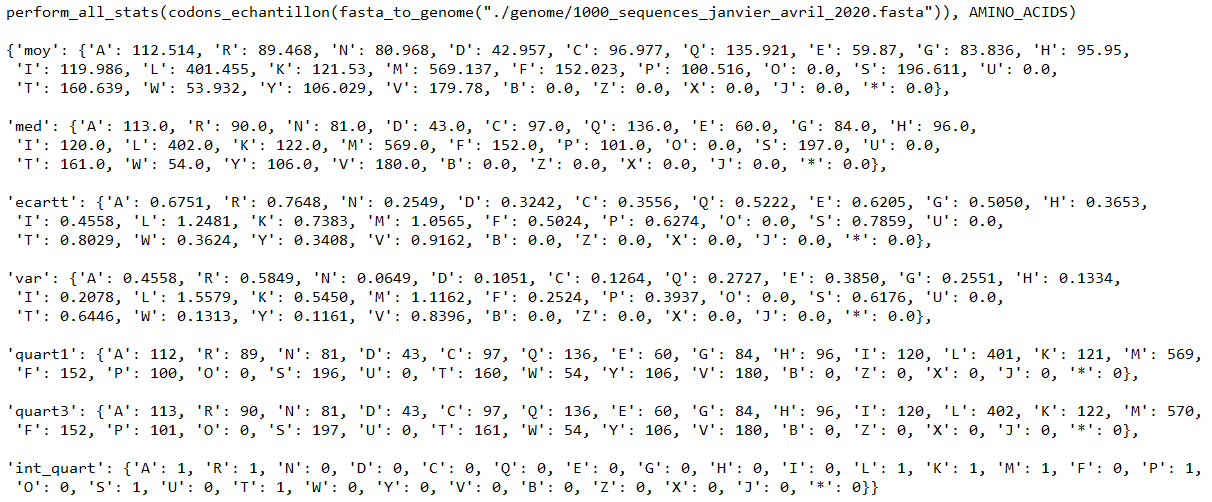 perform_all_stats(codons_echantillon(fasta_to_genome("./genome/1000_sequences_janvier_avril_2020.fasta")), AMINO_ACIDS)
{'moy': {'A': 112.514, 'R': 89.468, 'N': 80.968, 'D': 42.957, 'C': 96.977, 'Q': 135.921, 'E': 59.87, 'G': 83.836, 'H': 95.95,
'I': 119.986, 'L': 401.455, 'K': 121.53, 'M': 569.137, 'F': 152.023, 'P': 100.516, 'O': 0.0, 'S': 196.611, 'U': 0.0,
'T': 160.639, 'W': 53.932, 'Y': 106.029, 'V': 179.78, 'B': 0.0, 'Z': 0.0, 'X': 0.0, 'J': 0.0, '*': 0.0},
'med': {'A': 113.0, 'R': 90.0, 'N': 81.0, 'D': 43.0, 'C': 97.0, 'Q': 136.0, 'E': 60.0, 'G': 84.0, 'H': 96.0,
'I': 120.0, 'L': 402.0, 'K': 122.0, 'M': 569.0, 'F': 152.0, 'P': 101.0, 'O': 0.0, 'S': 197.0, 'U': 0.0,
'T': 161.0, 'W': 54.0, 'Y': 106.0, 'V': 180.0, 'B': 0.0, 'Z': 0.0, 'X': 0.0, 'J': 0.0, '*': 0.0},
'ecartt': {'A': 0.6751, 'R': 0.7648, 'N': 0.2549, 'D': 0.3242, 'C': 0.3556, 'Q': 0.5222, 'E': 0.6205, 'G': 0.5050, 'H': 0.3653,
'I': 0.4558, 'L': 1.2481, 'K': 0.7383, 'M': 1.0565, 'F': 0.5024, 'P': 0.6274, 'O': 0.0, 'S': 0.7859, 'U': 0.0,
'T': 0.8029, 'W': 0.3624, 'Y': 0.3408, 'V': 0.9162, 'B': 0.0, 'Z': 0.0, 'X': 0.0, 'J': 0.0, '*': 0.0},
'var': {'A': 0.4558, 'R': 0.5849, 'N': 0.0649, 'D': 0.1051, 'C': 0.1264, 'Q': 0.2727, 'E': 0.3850, 'G': 0.2551, 'H': 0.1334,
'I': 0.2078, 'L': 1.5579, 'K': 0.5450, 'M': 1.1162, 'F': 0.2524, 'P': 0.3937, 'O': 0.0, 'S': 0.6176, 'U': 0.0,
'T': 0.6446, 'W': 0.1313, 'Y': 0.1161, 'V': 0.8396, 'B': 0.0, 'Z': 0.0, 'X': 0.0, 'J': 0.0, '*': 0.0},
'quart1': {'A': 112, 'R': 89, 'N': 81, 'D': 43, 'C': 97, 'Q': 136, 'E': 60, 'G': 84, 'H': 96, 'I': 120, 'L': 401, 'K': 121, 'M': 569,
'F': 152, 'P': 100, 'O': 0, 'S': 196, 'U': 0, 'T': 160, 'W': 54, 'Y': 106, 'V': 180, 'B': 0, 'Z': 0, 'X': 0, 'J': 0, '*': 0},
'quart3': {'A': 113, 'R': 90, 'N': 81, 'D': 43, 'C': 97, 'Q': 136, 'E': 60, 'G': 84, 'H': 96, 'I': 120, 'L': 402, 'K': 122, 'M': 570,
'F': 152, 'P': 101, 'O': 0, 'S': 197, 'U': 0, 'T': 161, 'W': 54, 'Y': 106, 'V': 180, 'B': 0, 'Z': 0, 'X': 0, 'J': 0, '*': 0},
'int_quart': {'A': 1, 'R': 1, 'N': 0, 'D': 0, 'C': 0, 'Q': 0, 'E': 0, 'G': 0, 'H': 0, 'I': 0, 'L': 1, 'K': 1, 'M': 1, 'F': 0, 'P': 1,
'O': 0, 'S': 1, 'U': 0, 'T': 1, 'W': 0, 'Y': 0, 'V': 0, 'B': 0, 'Z': 0, 'X': 0, 'J': 0, '*': 0}}